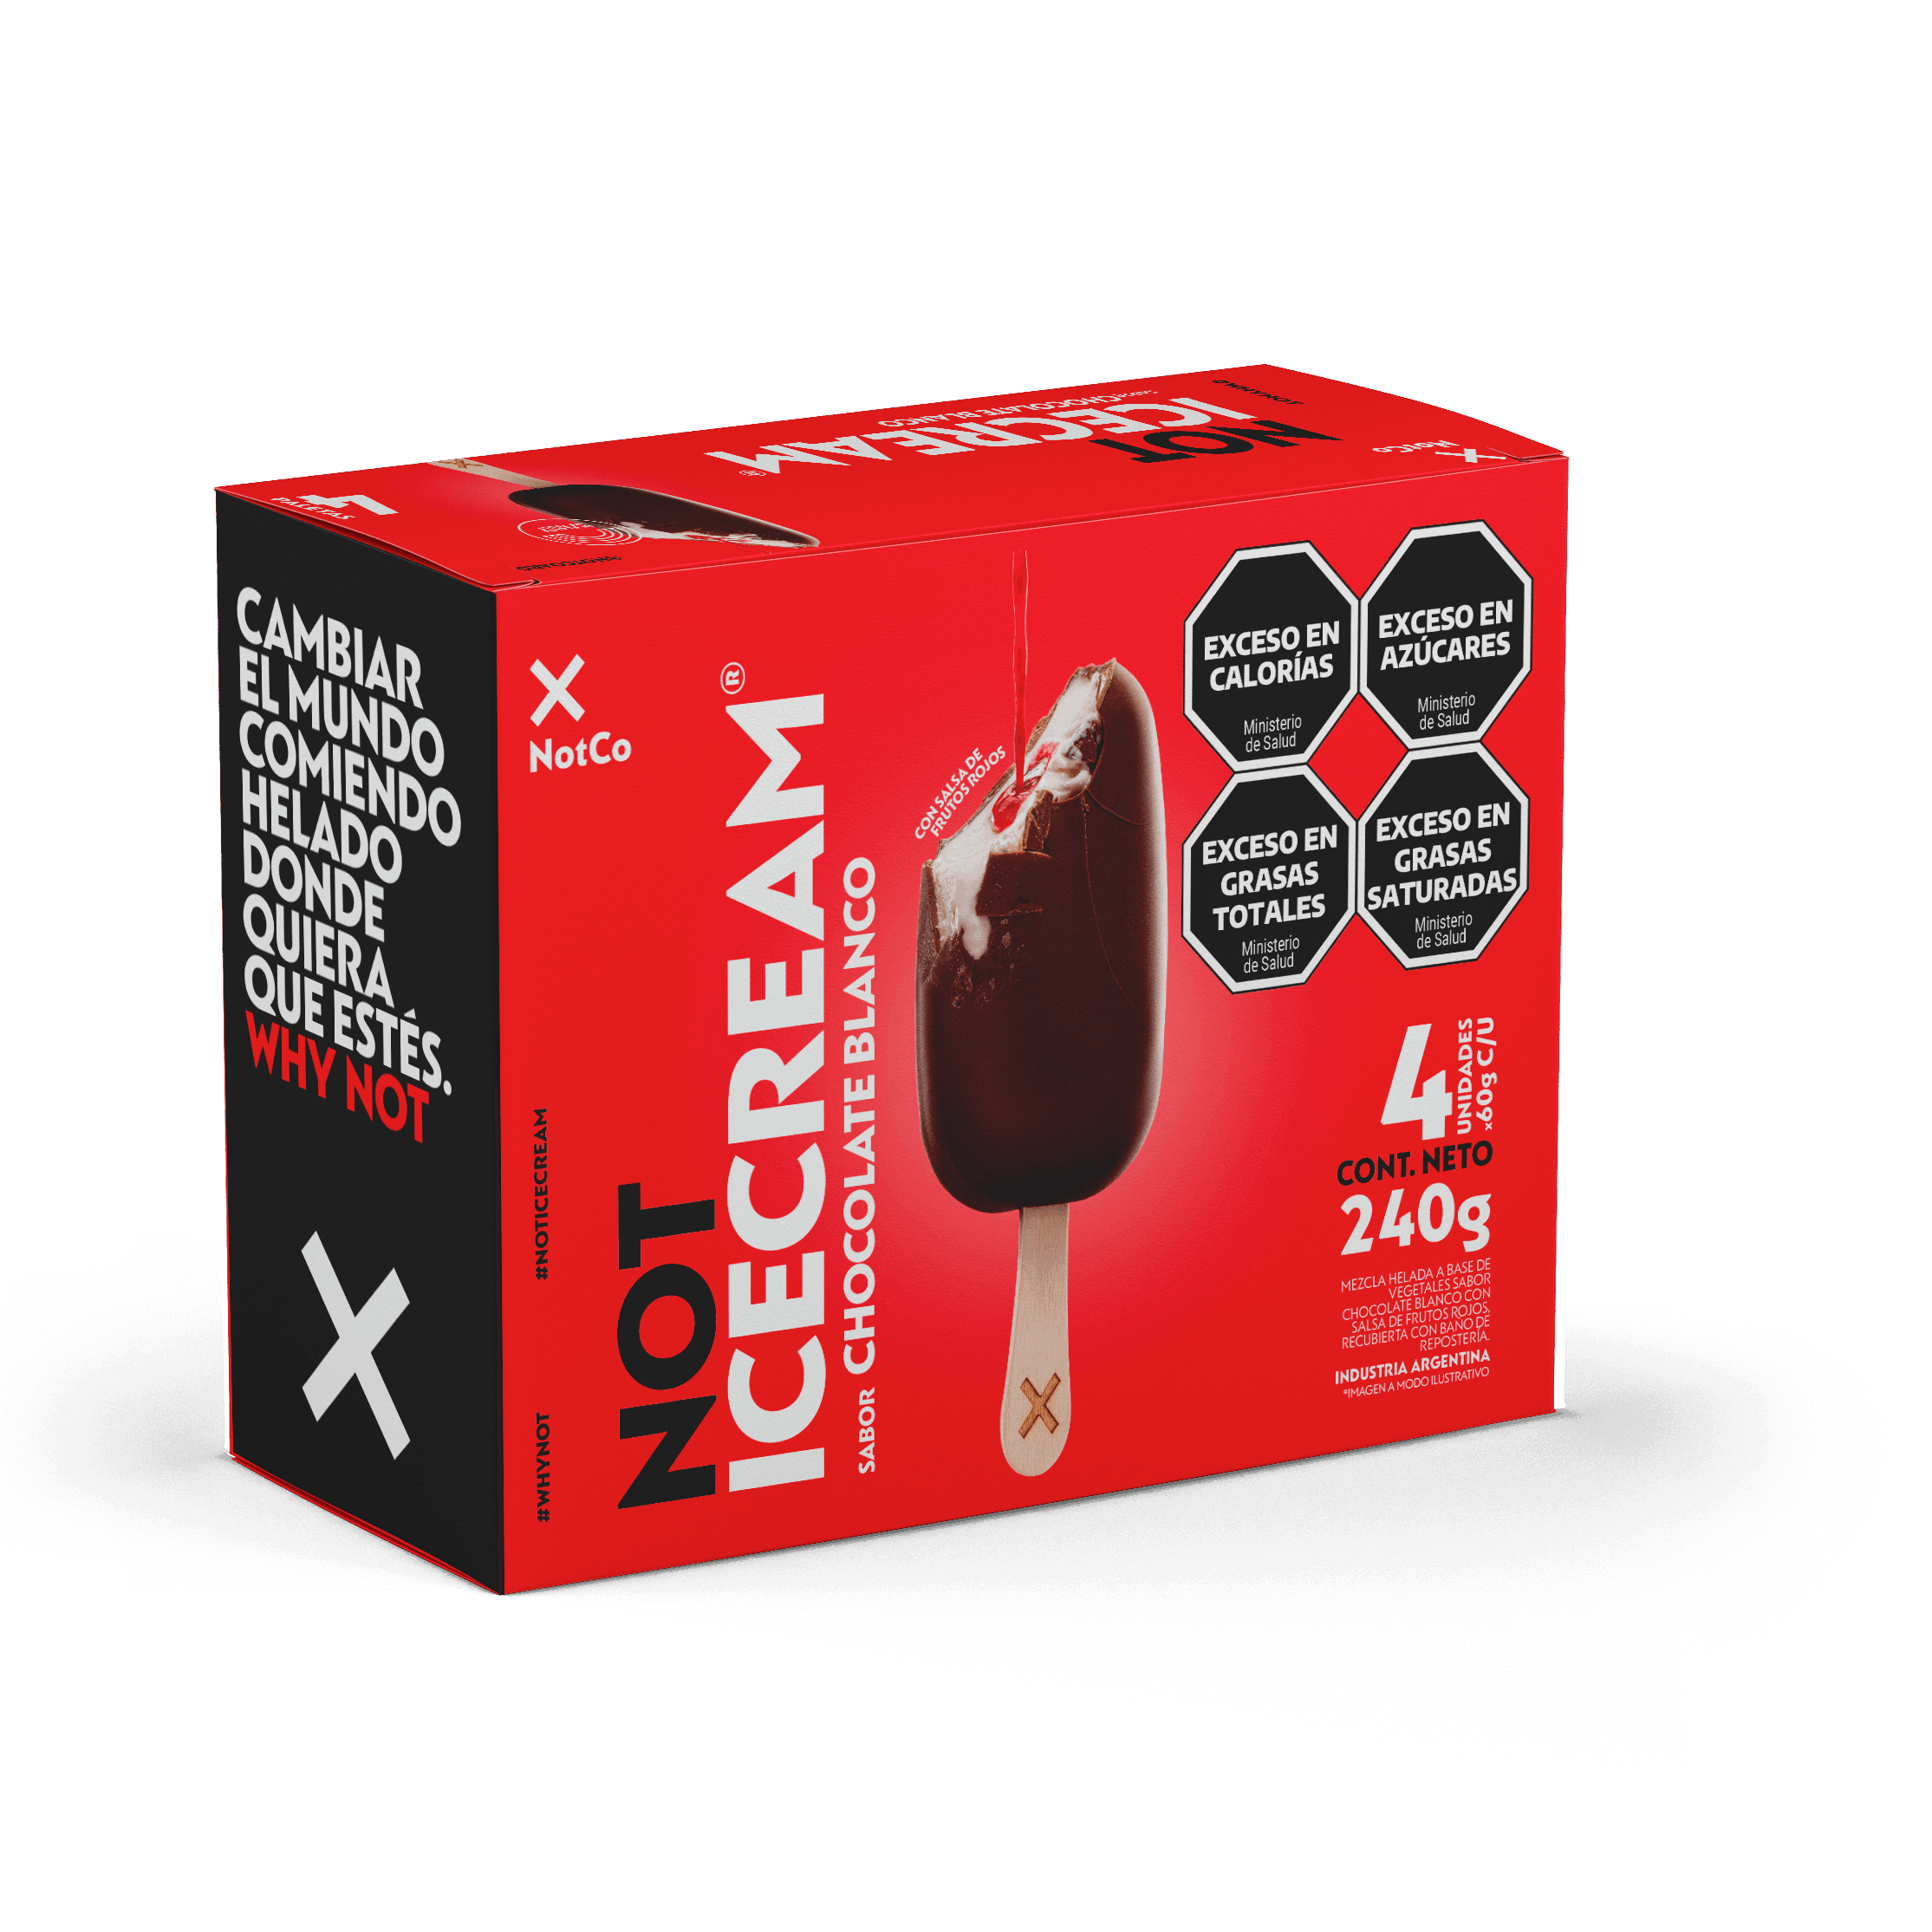 WHYNOT
NOT
ICECREAM®
CHOCOLATE BLANCO
NotCo
4
PALETAS
CAMBIAR
EL MUNDO
COMIENDO
HELADO
DONDE
QUIERA
QUE ESTÉS.
WHY NOT
NotCo
#NOTICECREAM
#WHYNOT
NOT
ICECREAM®
SABOR CHOCOLATE BLANCO
CON SALSA DE
FRUTOS ROJOS
EXCESO EN
CALORÍAS
Ministerio
de Salud
EXCESO EN
AZÚCARES
Ministerio
de Salud
EXCESO EN
GRASAS
TOTALES
Ministerio
de Salud
EXCESO EN
GRASAS
SATURADAS
Ministerio
de Salud
4
UNIDADES
x60g C/U
CONT. NETO
240g
MEZCLA HELADA A BASE DE
VEGETALES SABOR
CHOCOLATE BLANCO CON
SALSA DE FRUTOS ROJOS,
RECUBIERTA CON BAÑO DE
REPOSTERÍA.
INDUSTRIA ARGENTINA
*IMAGEN A MODO ILUSTRATIVO